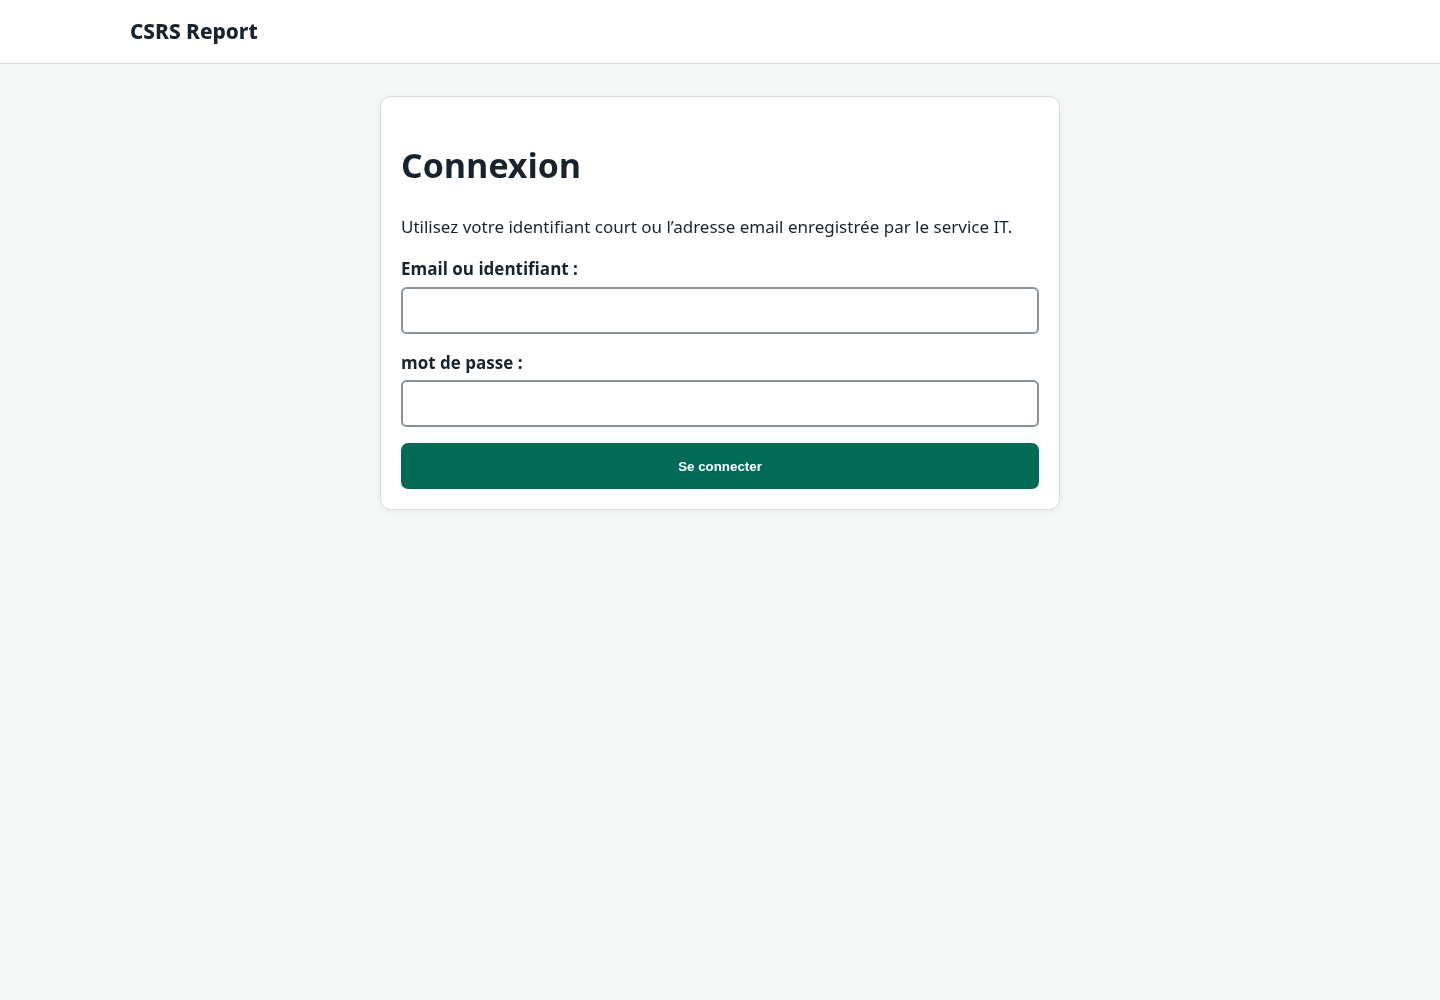 CSRS Report
Connexion
Utilisez votre identifiant court ou l’adresse email enregistrée par le service IT.
Email ou identifiant :
mot de passe :
Se connecter